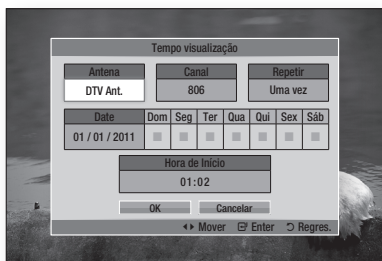 Tempo visualização
Antena Canal Repetir
DTV Ant. 806 Uma vez
Date Dom Seg Ter Qua Qui Sex Sáb
01 / 01 / 2011
Hora de Início
01:02
OK Cancelar
Mover Enter Regres.